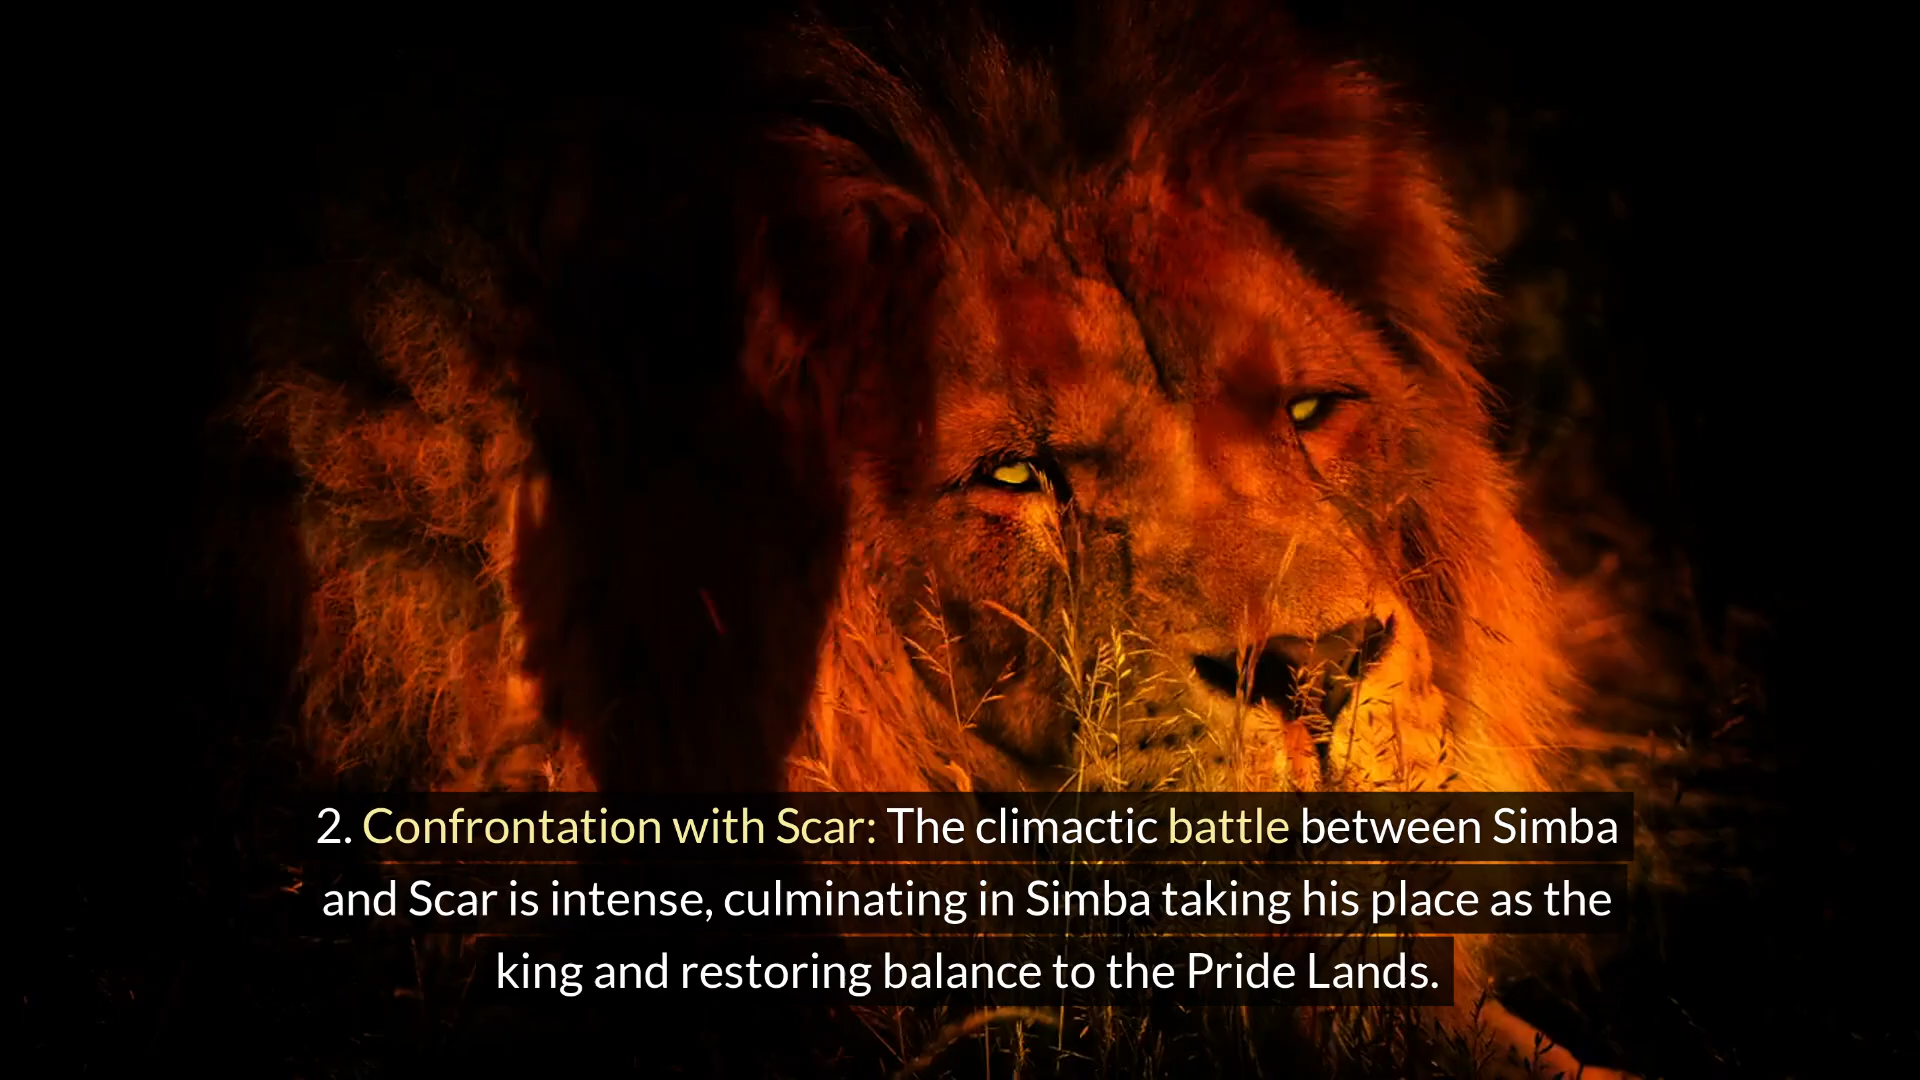 2. Confrontation with Scar: The climactic battle between Simba
and Scar is intense, culminating in Simba taking his place as the
king and restoring balance to the Pride Lands.